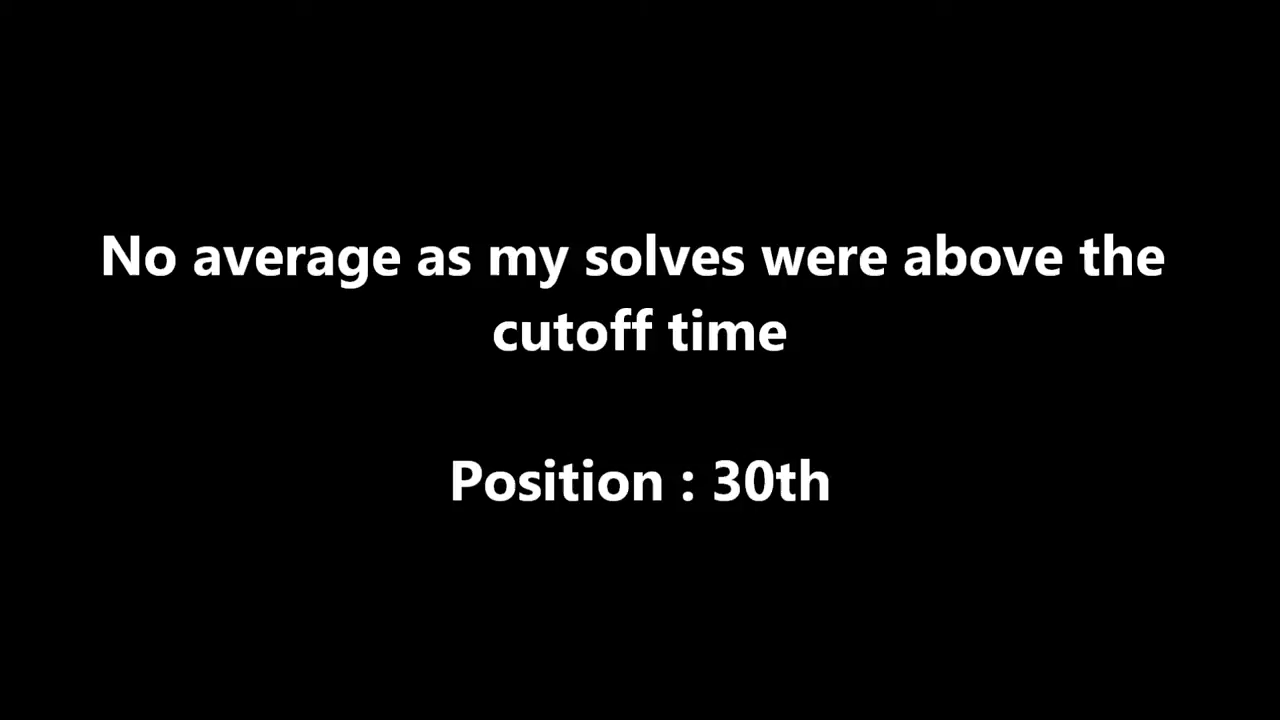 No average as my solves were above the
cutoff time
Position : 30th